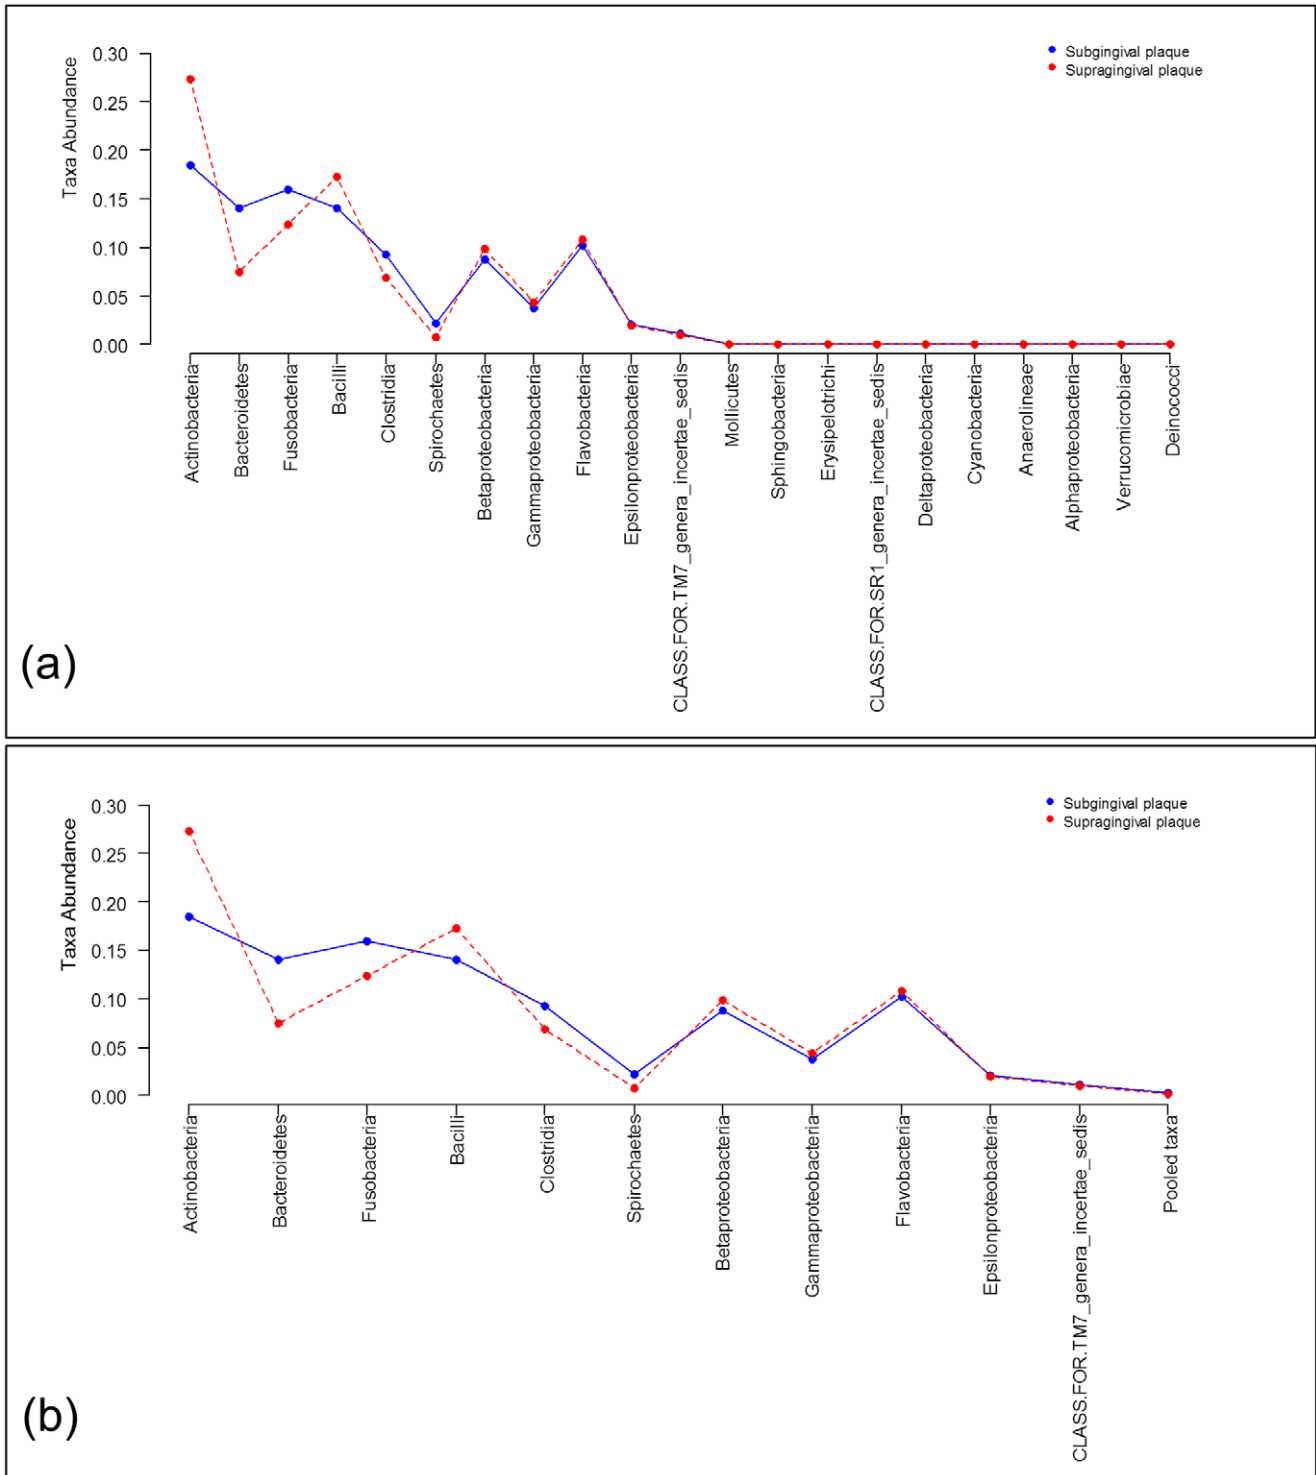 Subgingival plaque
Supragingival plaque
Taxa Abundance
0.30
0.25
0.20
0.15
0.10
0.05
0.00
Actinobacteria
Bacteroidetes
Fusobacteria
Bacilli
Clostridia
Spirochaetes
Betaproteobacteria
Gammaproteobacteria
Flavobacteria
Epsilonproteobacteria
CLASS.FOR.TM7_genera_incertae_sedis
Mollicutes
Sphingobacteria
Erysipelotrichi
CLASS.FOR.SR1_genera_incertae_sedis
Deltaproteobacteria
Cyanobacteria
Anaerolineae
Alphaproteobacteria
Verrucomicrobiae
Deinococci
(a)
Subgingival plaque
Supragingival plaque
Taxa Abundance
0.30
0.25
0.20
0.15
0.10
0.05
0.00
Actinobacteria
Bacteroidetes
Fusobacteria
Bacilli
Clostridia
Spirochaetes
Betaproteobacteria
Gammaproteobacteria
Flavobacteria
Epsilonproteobacteria
CLASS.FOR.TM7_genera_incertae_sedis
Pooled taxa
(b)